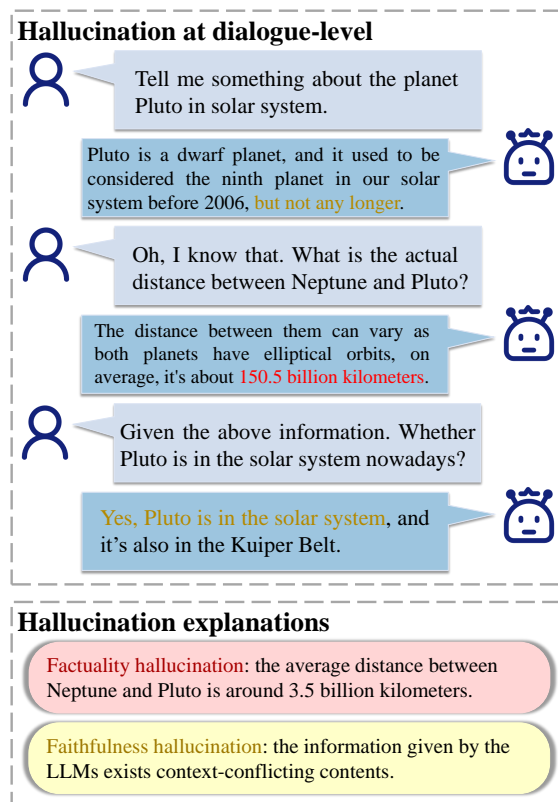 Hallucination at dialogue-level
Tell me something about the planet
Pluto in solar system.
Pluto is a dwarf planet, and it used to be
considered the ninth planet in our solar
system before 2006, but not any longer.
Oh, I know that. What is the actual
distance between Neptune and Pluto?
The distance between them can vary as
both planets have elliptical orbits, on
average, it's about 150.5 billion kilometers.
Given the above information. Whether
Pluto is in the solar system nowadays?
Yes, Pluto is in the solar system, and
it's also in the Kuiper Belt.
Hallucination explanations
Factuality hallucination: the average distance between
Neptune and Pluto is around 3.5 billion kilometers.
Faithfulness hallucination: the information given by the
LLMs exists context-conflicting contents.